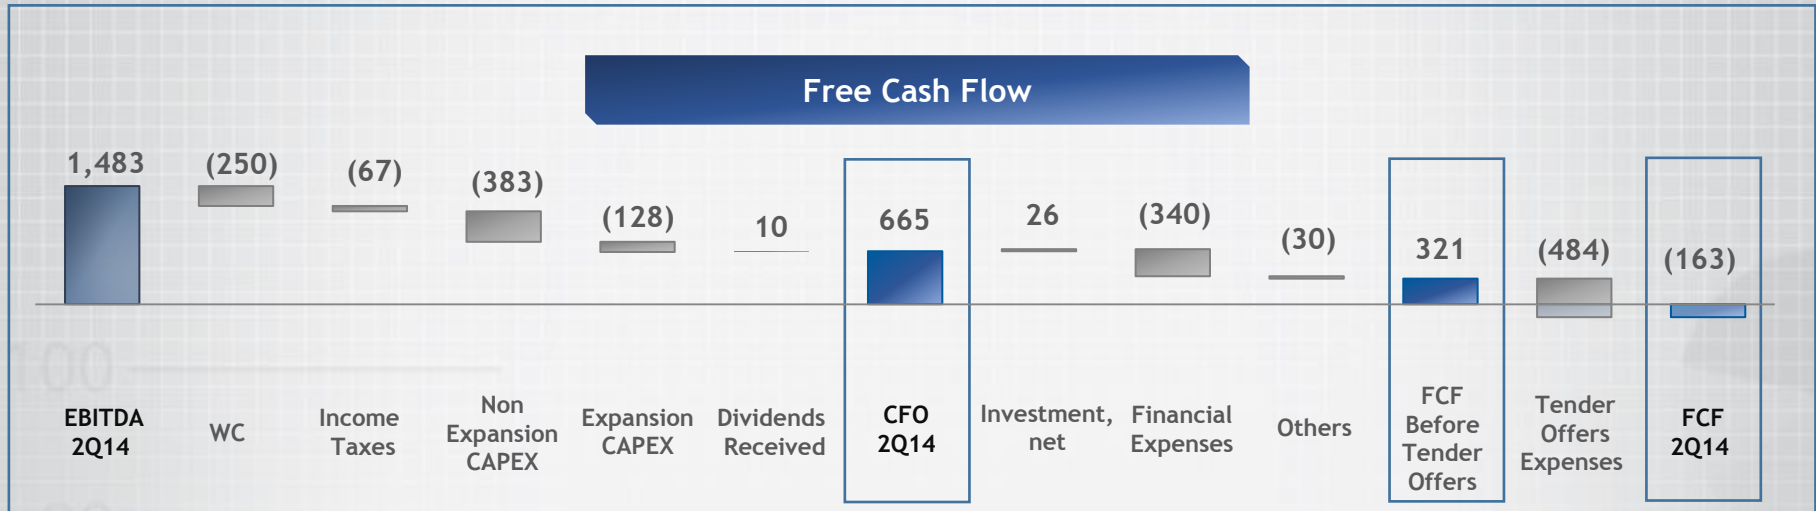 Free Cash Flow
1,483
(250)
(67)
(383)
(128)
10
665
26
(340)
(30)
321
(484)
(163)
100
EBITDA
2Q14
WC
Income
Taxes
Non
Expansion
CAPEX
Expansion
CAPEX
Dividends
Received
CFO
2Q14
Investment,
net
Financial
Expenses
Others
FCF
Before
Tender
Offers
Tender
Offers
Expenses
FCF
2Q14